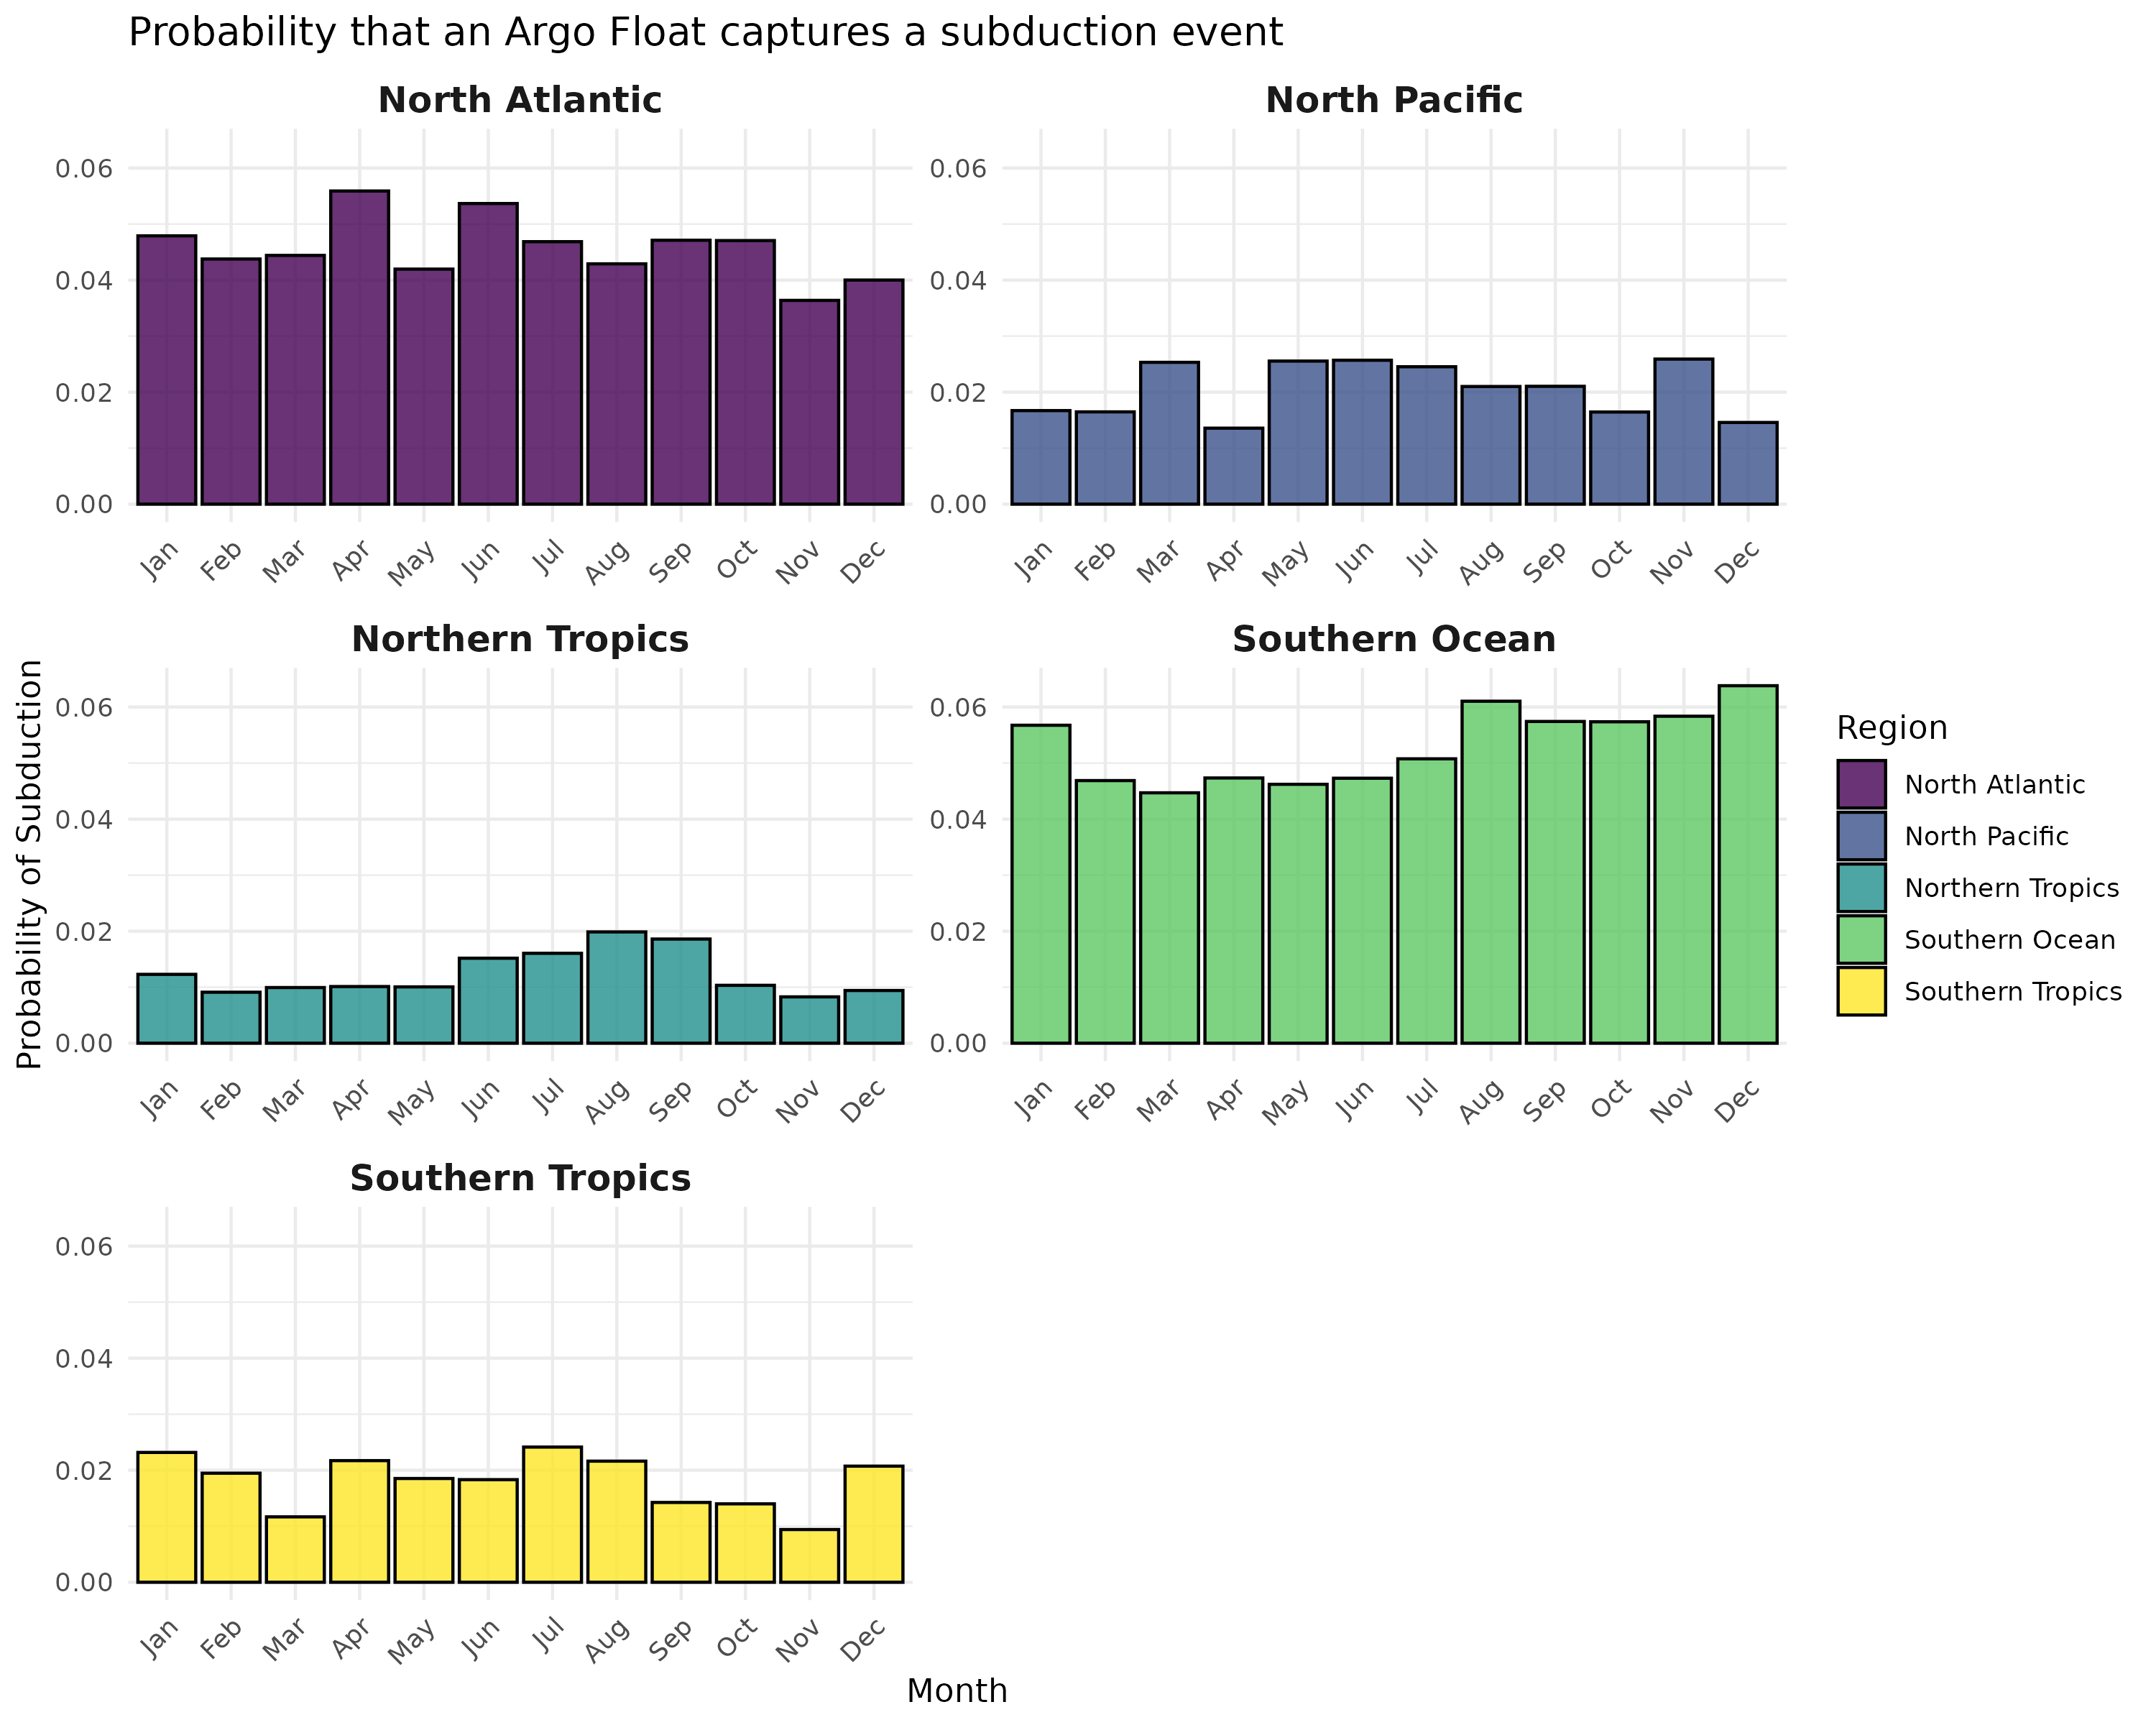 Probability that an Argo Float captures a subduction event
North Atlantic
0.06
0.04
0.02
0.00
Jan Feb Mar Apr May Jun Jul Aug Sep Oct Nov Dec
North Pacific
0.06
0.04
0.02
0.00
Jan Feb Mar Apr May Jun Jul Aug Sep Oct Nov Dec
Probability of Subduction
Northern Tropics
0.06
0.04
0.02
0.00
Jan Feb Mar Apr May Jun Jul Aug Sep Oct Nov Dec
Southern Ocean
0.06
0.04
0.02
0.00
Jan Feb Mar Apr May Jun Jul Aug Sep Oct Nov Dec
Southern Tropics
0.06
0.04
0.02
0.00
Jan Feb Mar Apr May Jun Jul Aug Sep Oct Nov Dec
Month
Region
North Atlantic
North Pacific
Northern Tropics
Southern Ocean
Southern Tropics